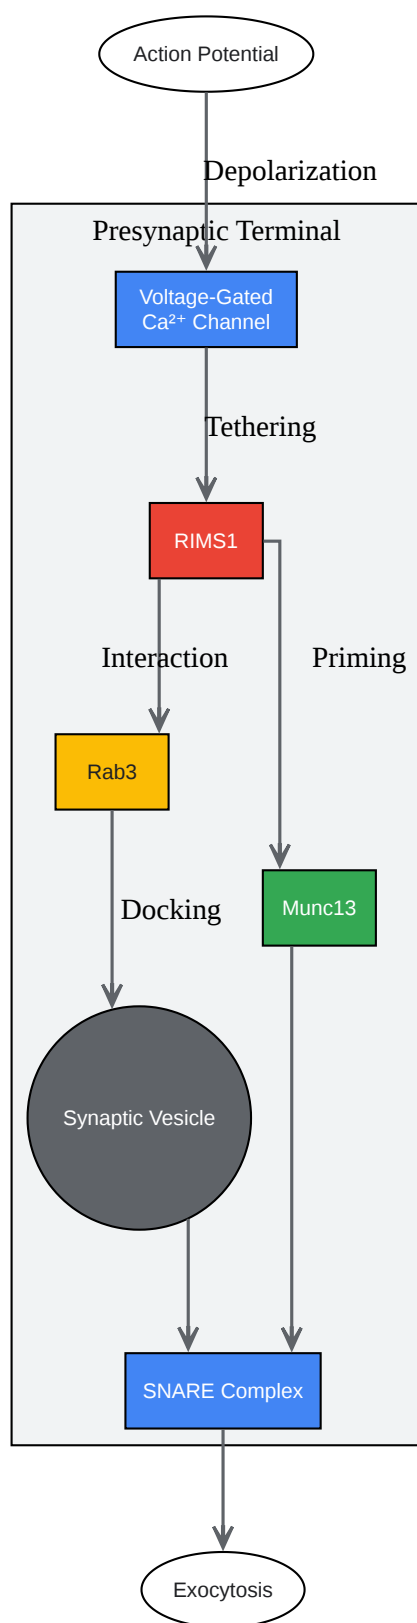 Action Potential
Depolarization
Presynaptic Terminal
Voltage-Gated
Ca²⁺ Channel
Tethering
RIMS1
Interaction
Priming
Rab3
Munc13
Docking
Synaptic Vesicle
SNARE Complex
Exocytosis